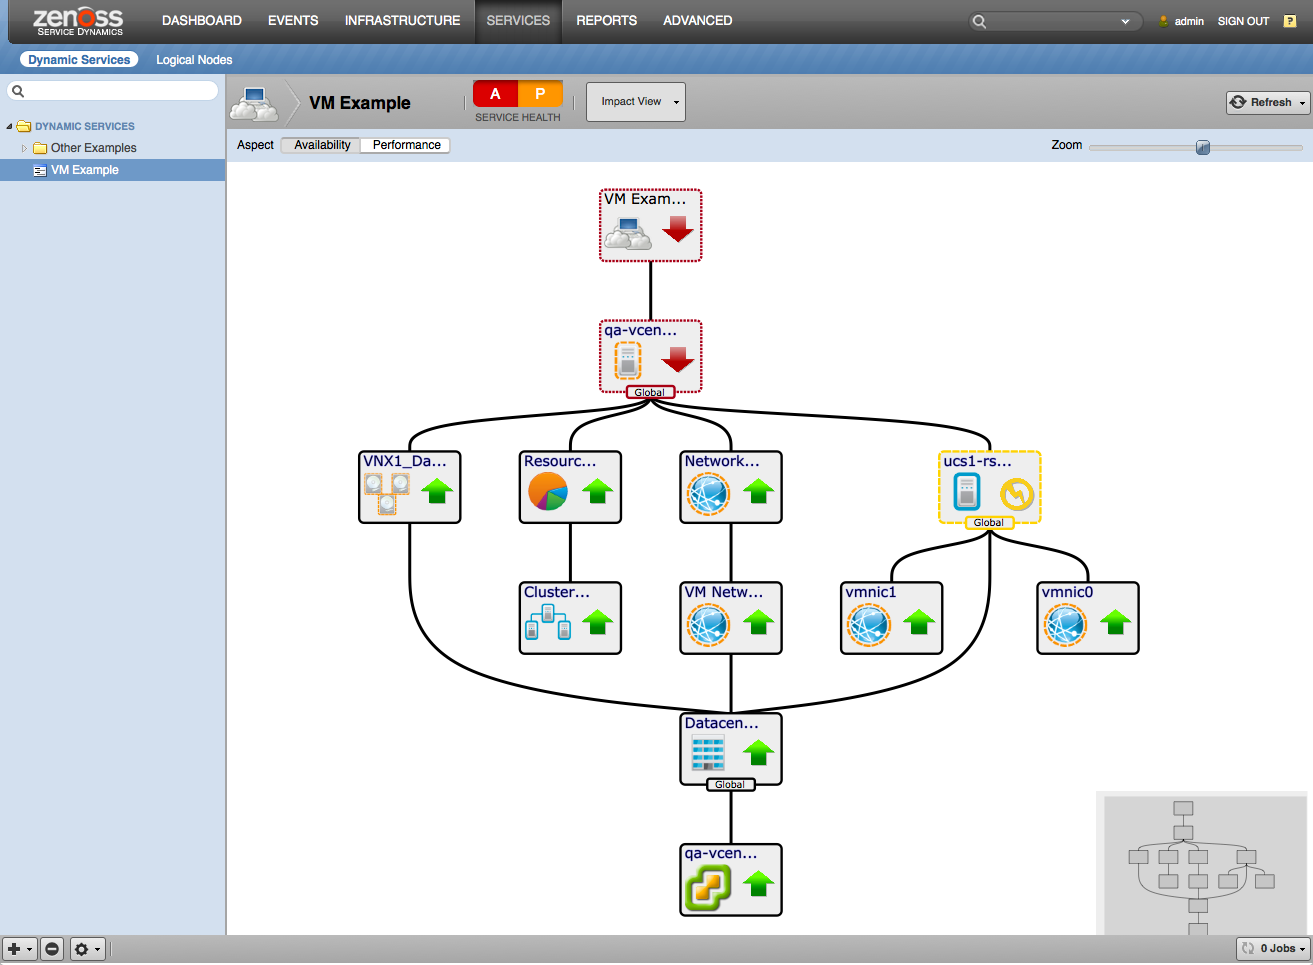 zenoss
SERVICE DYNAMICS
DASHBOARD EVENTS INFRASTRUCTURE SERVICES REPORTS ADVANCED
admin SIGN OUT ?
Dynamic Services Logical Nodes
VM Example
A P
SERVICE HEALTH
Impact View
Refresh
DYNAMIC SERVICES
Other Examples
VM Example
Aspect Availability Performance
Zoom
VM Exam...
qa-vcen...
Global
VNX1_Da... Resourc... Network... ucs1-rs...
Global
Cluster... VM Netw... vmnic1 vmnic0
Datacen...
Global
qa-vcen...
0 Jobs